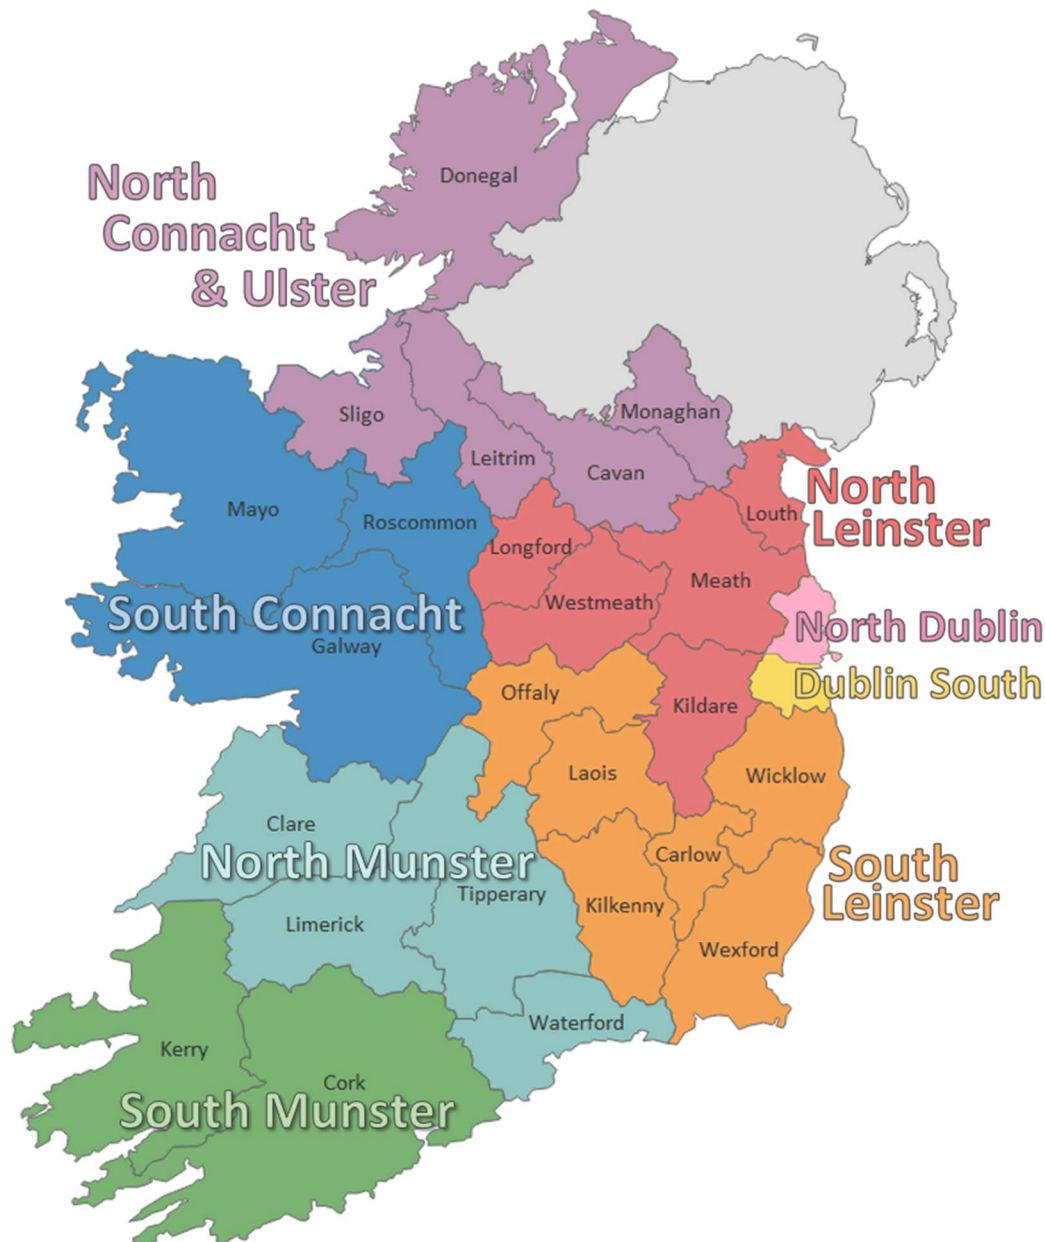 Donegal
North
Connacht
& Ulster
Monaghan
Sligo
Leitrim
Cavan
North
Leinster
Mayo
Roscommon
Louth
Longford
Meath
Westmeath
South Connacht
North Dublin
Galway
Dublin South
Offaly
Kildare
Laois
Wicklow
Clare
North Munster
Carlow
South
Leinster
Tipperary
Kilkenny
Limerick
Wexford
Waterford
Kerry
Cork
South Munster